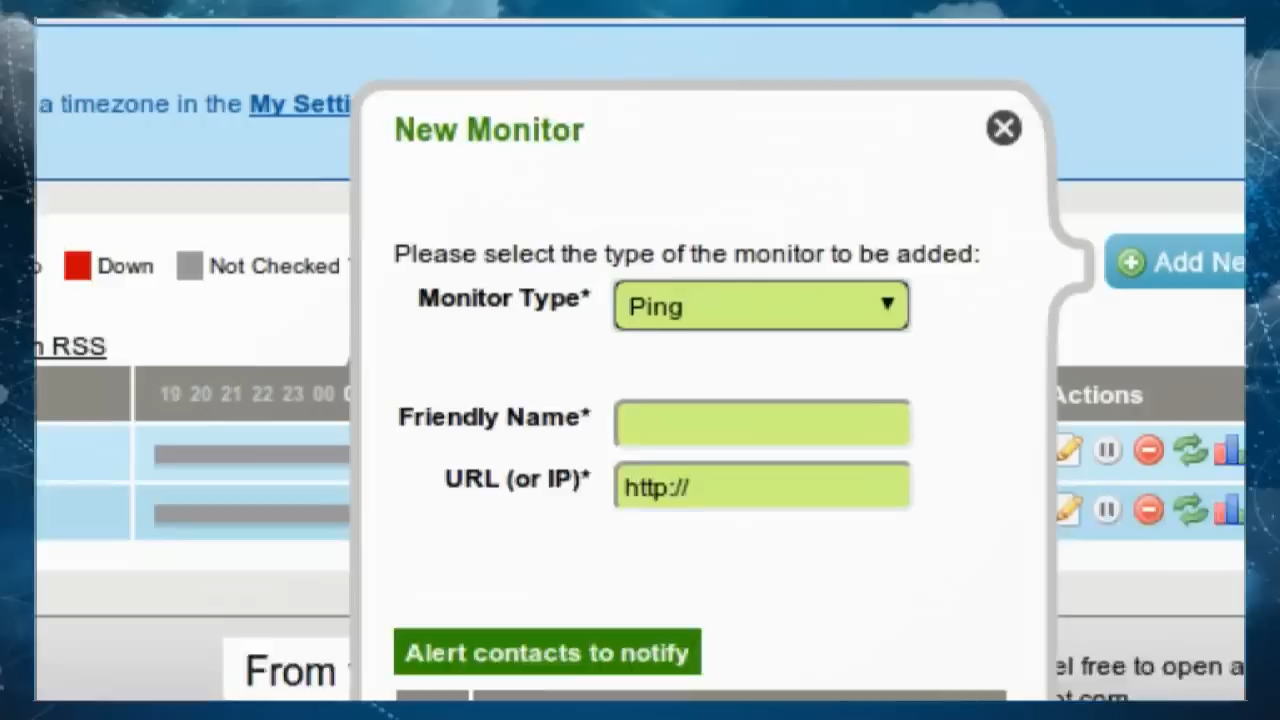 a timezone in the My Setti
New Monitor
Please select the type of the monitor to be added:
Down
Not Checked
Add Ne
Monitor Type*
Ping
RSS
19 20 21 22 23 00
Actions
Friendly Name*
URL (or IP)*
http://
Alert contacts to notify
From
el free to open a